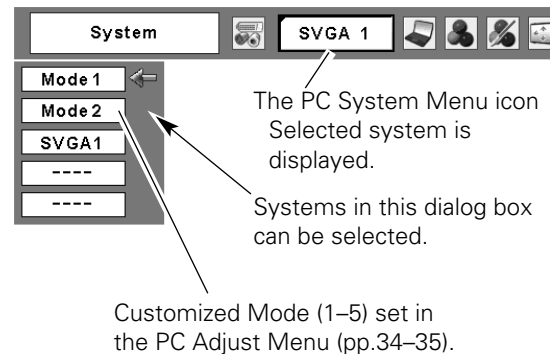 System
SVGA 1
Mode 1
Mode 2
SVGA1
----
----
The PC System Menu icon
Selected system is
displayed.
Systems in this dialog box
can be selected.
Customized Mode (1–5) set in
the PC Adjust Menu (pp.34–35).